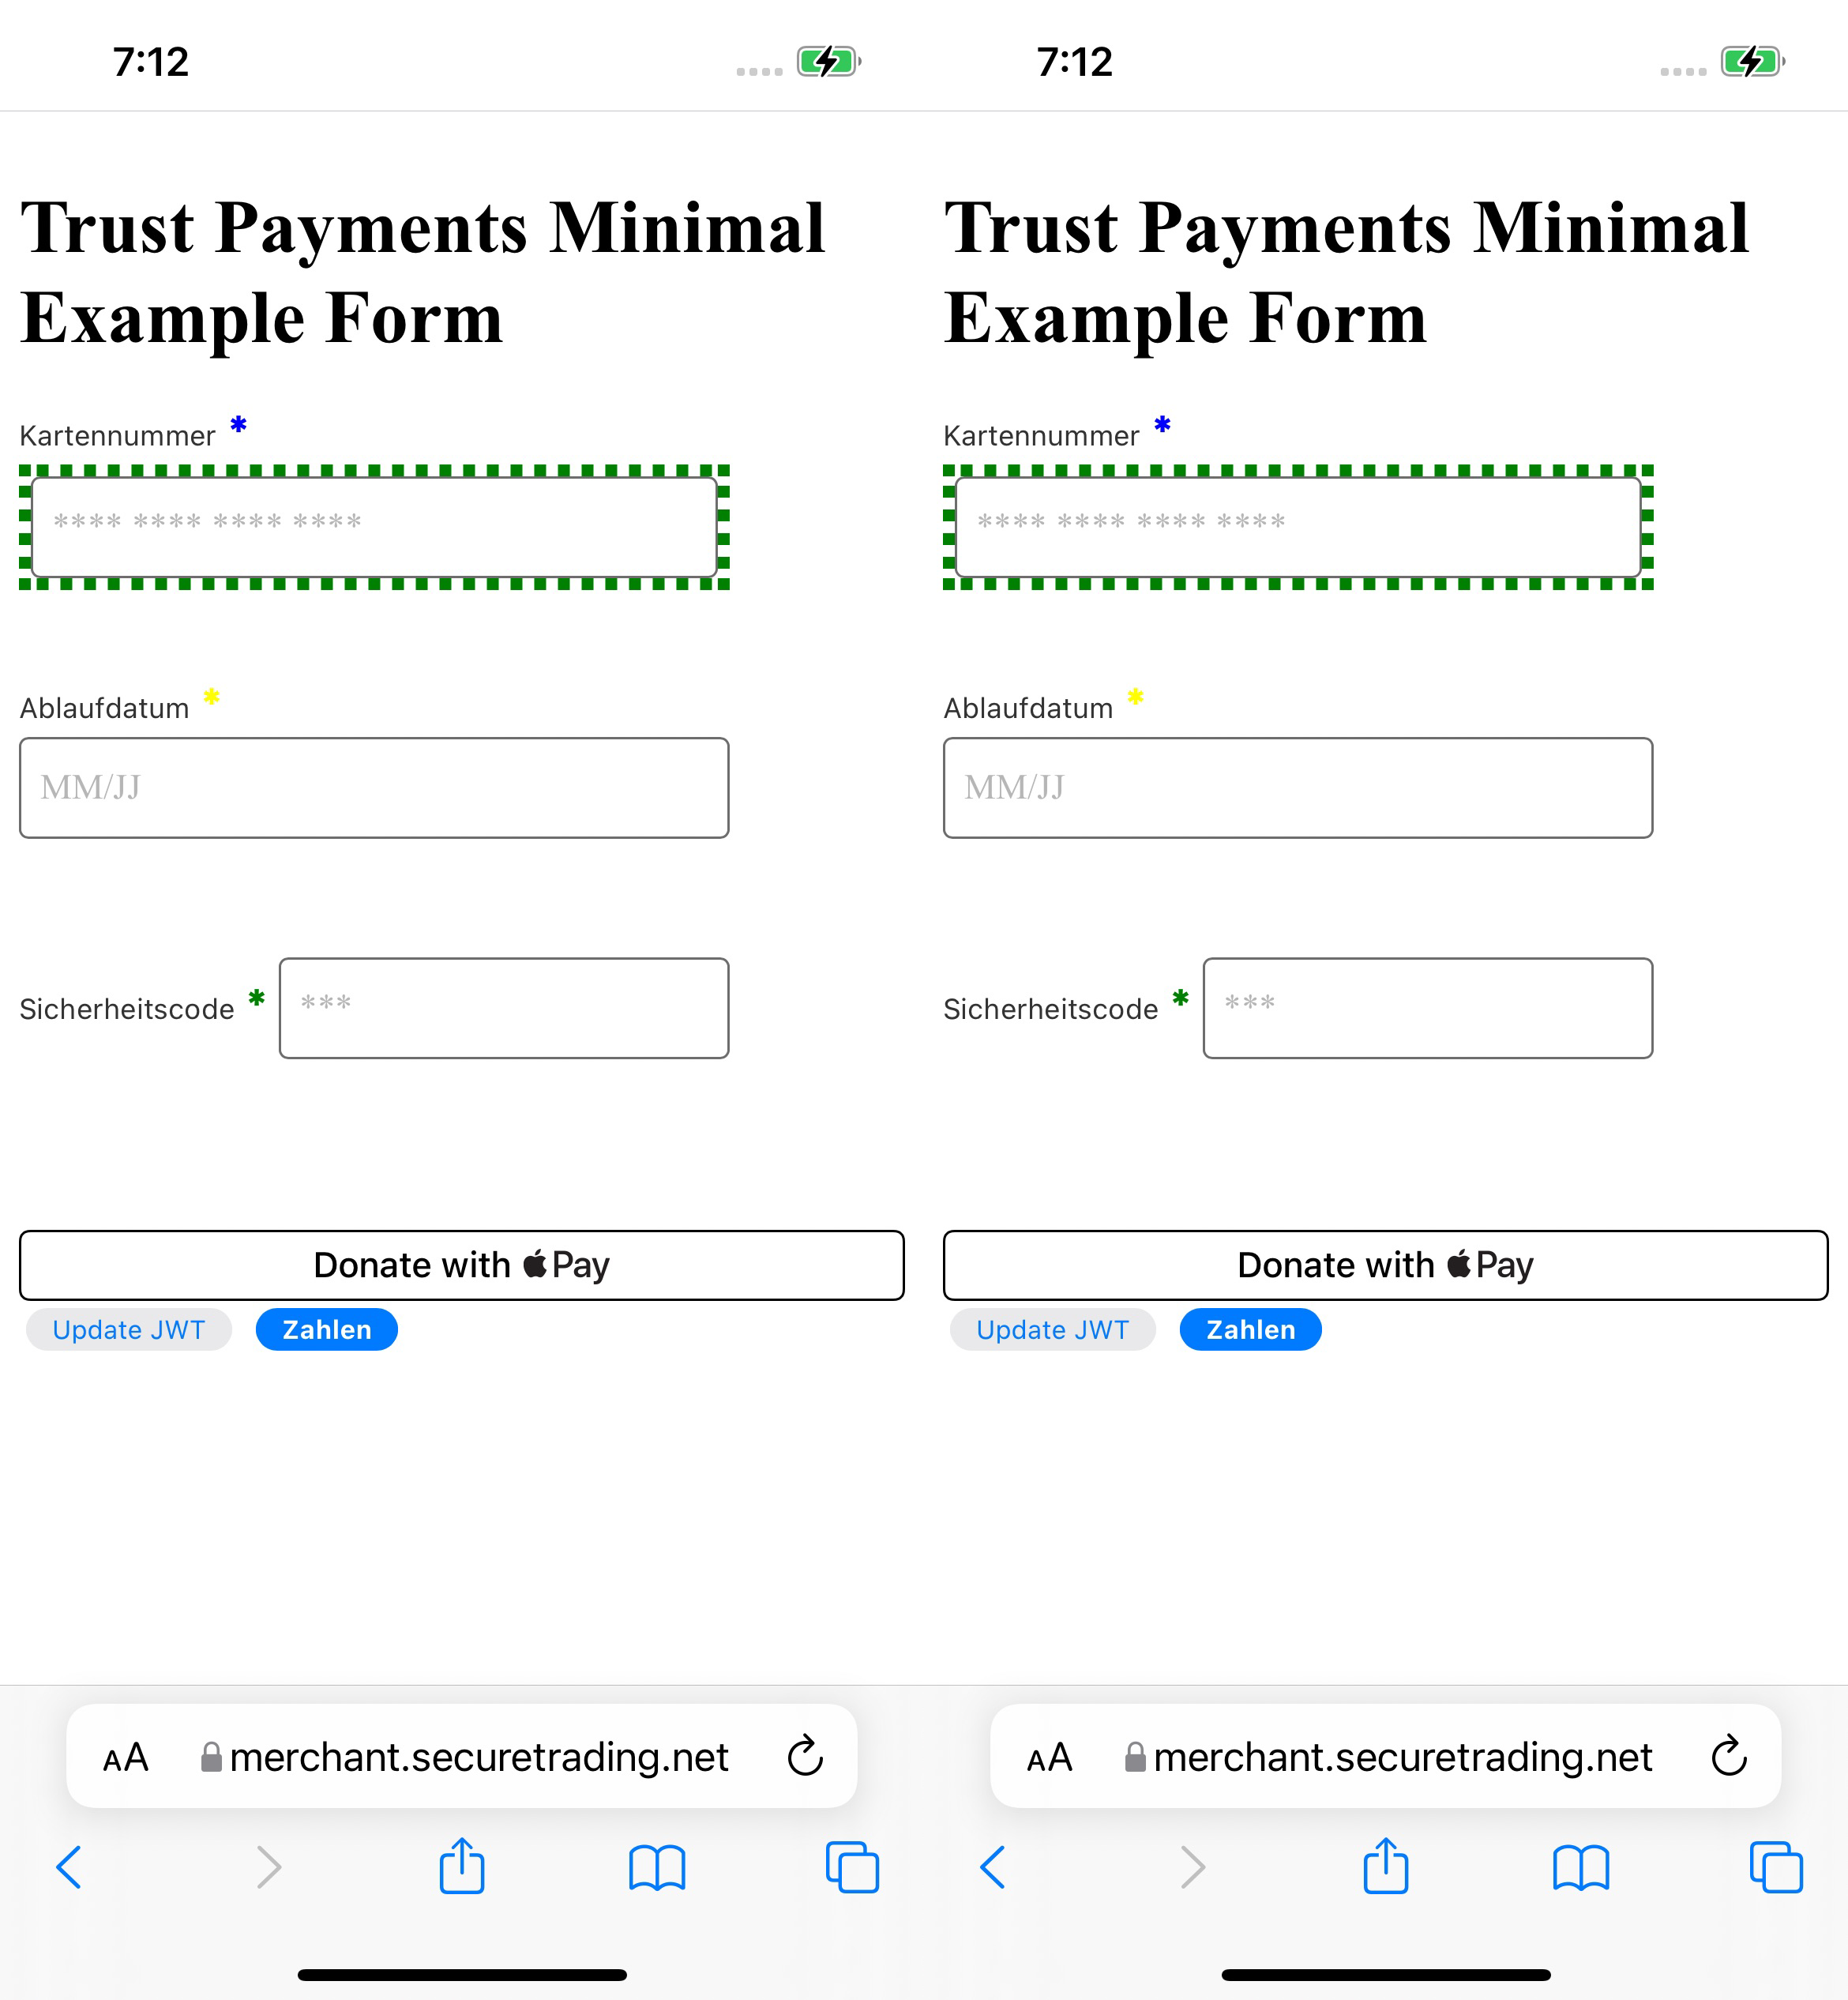 7:12
Trust Payments Minimal
Example Form
Kartennummer *
**** **** **** ****
Ablaufdatum *
MM/JJ
Sicherheitscode *
***
Donate with Pay
Update JWT
Zahlen
AA
merchant.securetrading.net
7:12
Trust Payments Minimal
Example Form
Kartennummer *
**** **** **** ****
Ablaufdatum *
MM/JJ
Sicherheitscode *
***
Donate with Pay
Update JWT
Zahlen
AA
merchant.securetrading.net